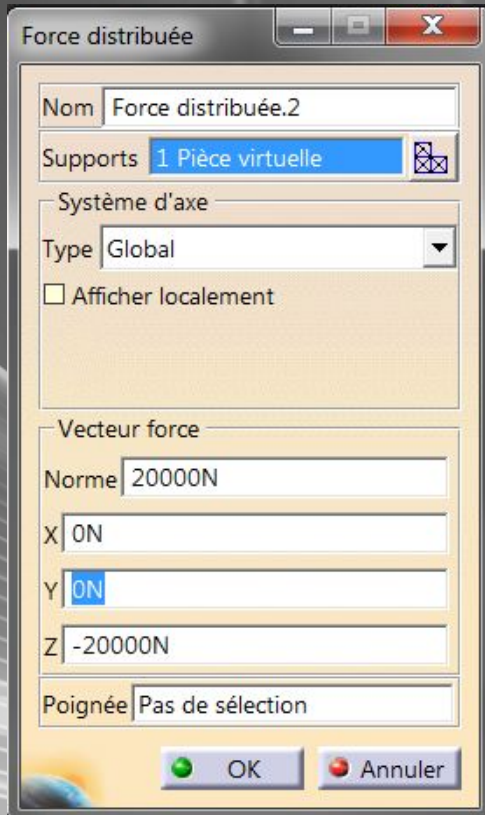 Force distribuée
Nom Force distribuée.2
Supports 1 Pièce virtuelle
Système d'axe
Type Global
Afficher localement
Vecteur force
Norme 20000N
X 0N
Y 0N
Z -20000N
Poignée Pas de sélection
OK Annuler